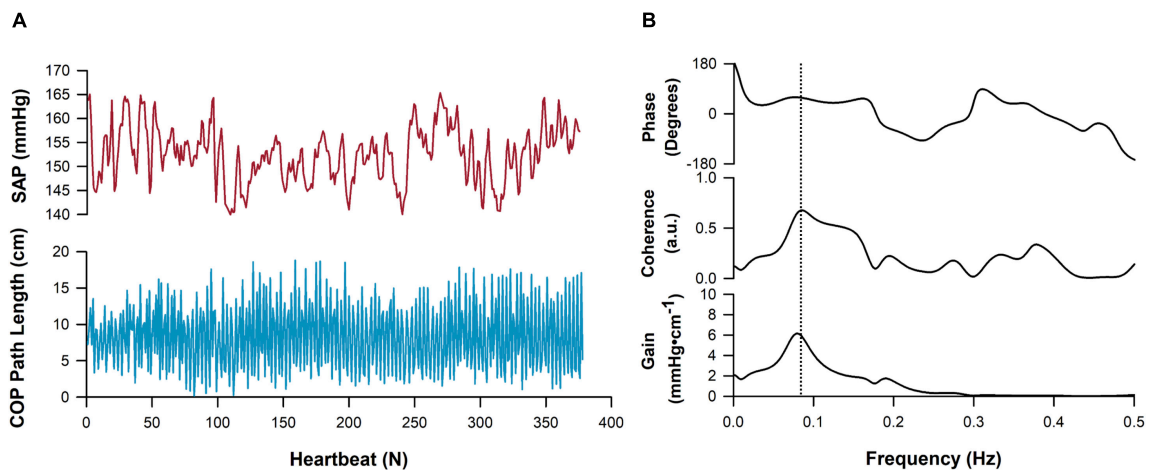 A
SAP (mmHg)
170
165
160
155
150
145
140
COP Path Length (cm)
20
15
10
5
0
0 50 100 150 200 250 300 350 400
Heartbeat (N)
B
Phase
(Degrees)
180
0
-180
Coherence
(a.u.)
1.0
0.5
0.0
Gain
(mmHg•cm⁻¹)
10
8
6
4
2
0
0.0 0.1 0.2 0.3 0.4 0.5
Frequency (Hz)